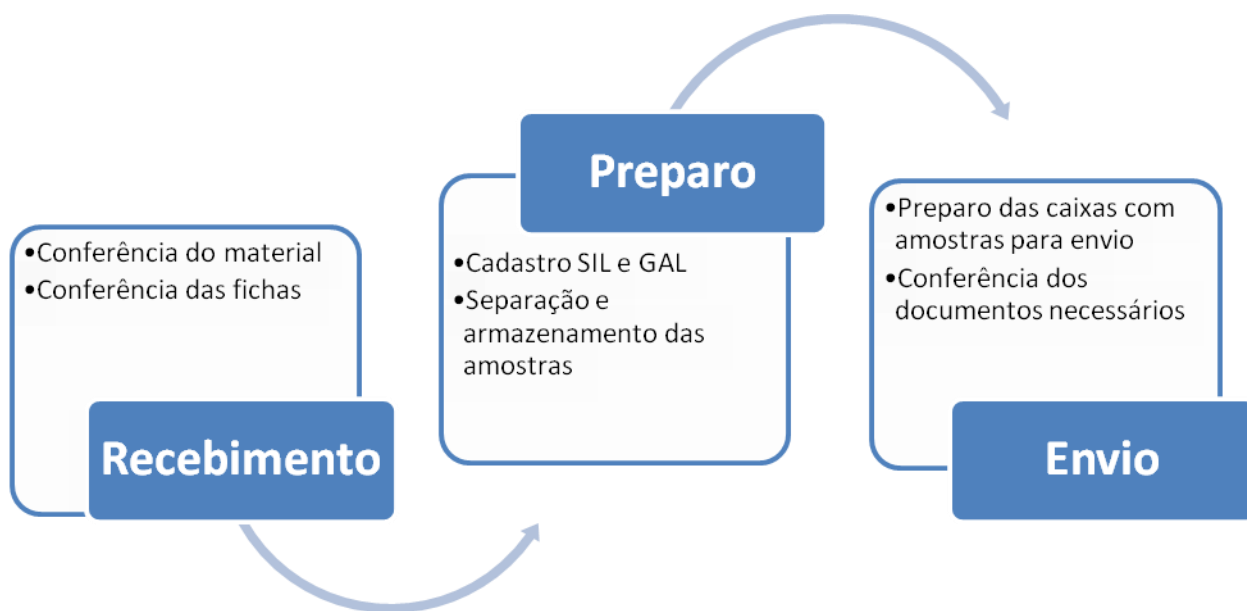 •Conferência do material
•Conferência das fichas
Recebimento
Preparo
•Cadastro SIL e GAL
•Separação e
armazenamento das
amostras
•Preparo das caixas com
amostras para envio
•Conferência dos
documentos necessários
Envio